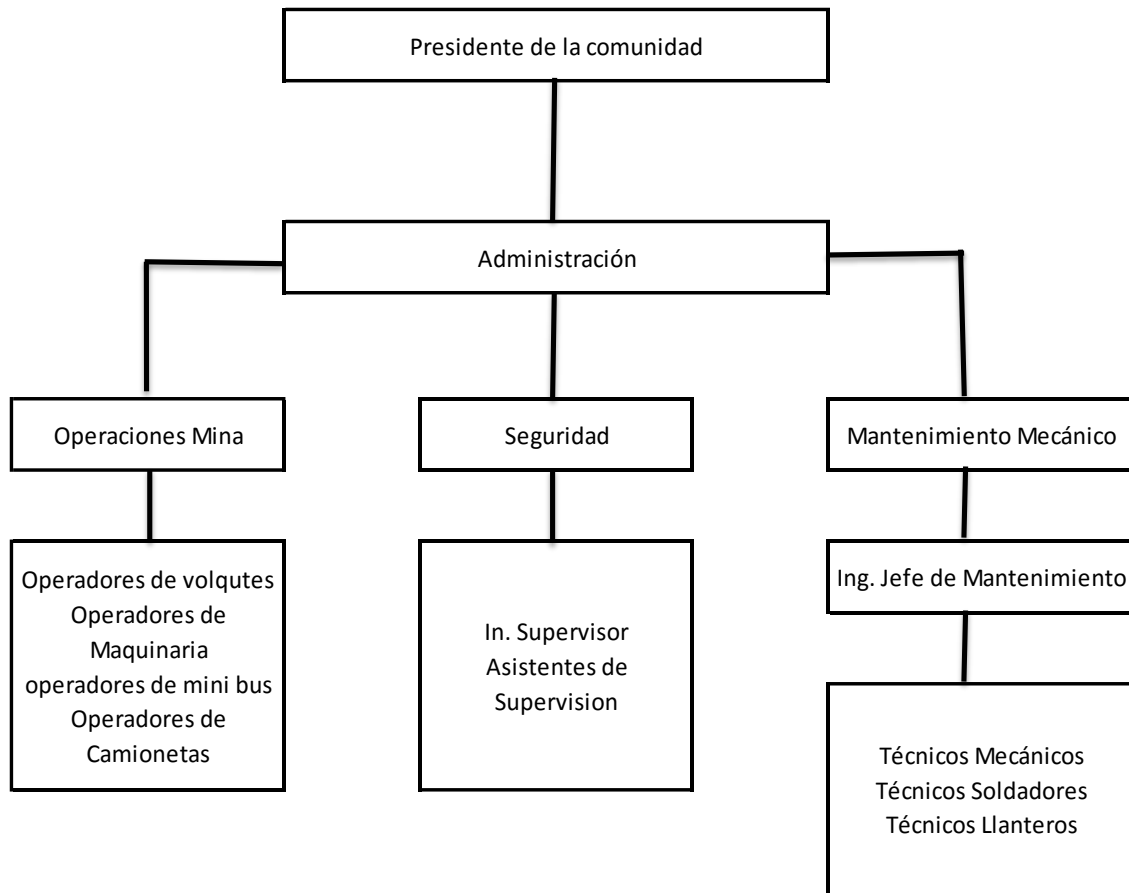 Presidente de la comunidad
Administración
Operaciones Mina
Seguridad
Mantenimiento Mecánico
Operadores de volqutes
Operadores de
Maquinaria
operadores de mini bus
Operadores de
Camionetas
In. Supervisor
Asistentes de
Supervision
Ing. Jefe de Mantenimiento
Técnicos Mecánicos
Técnicos Soldadores
Técnicos Llanteros